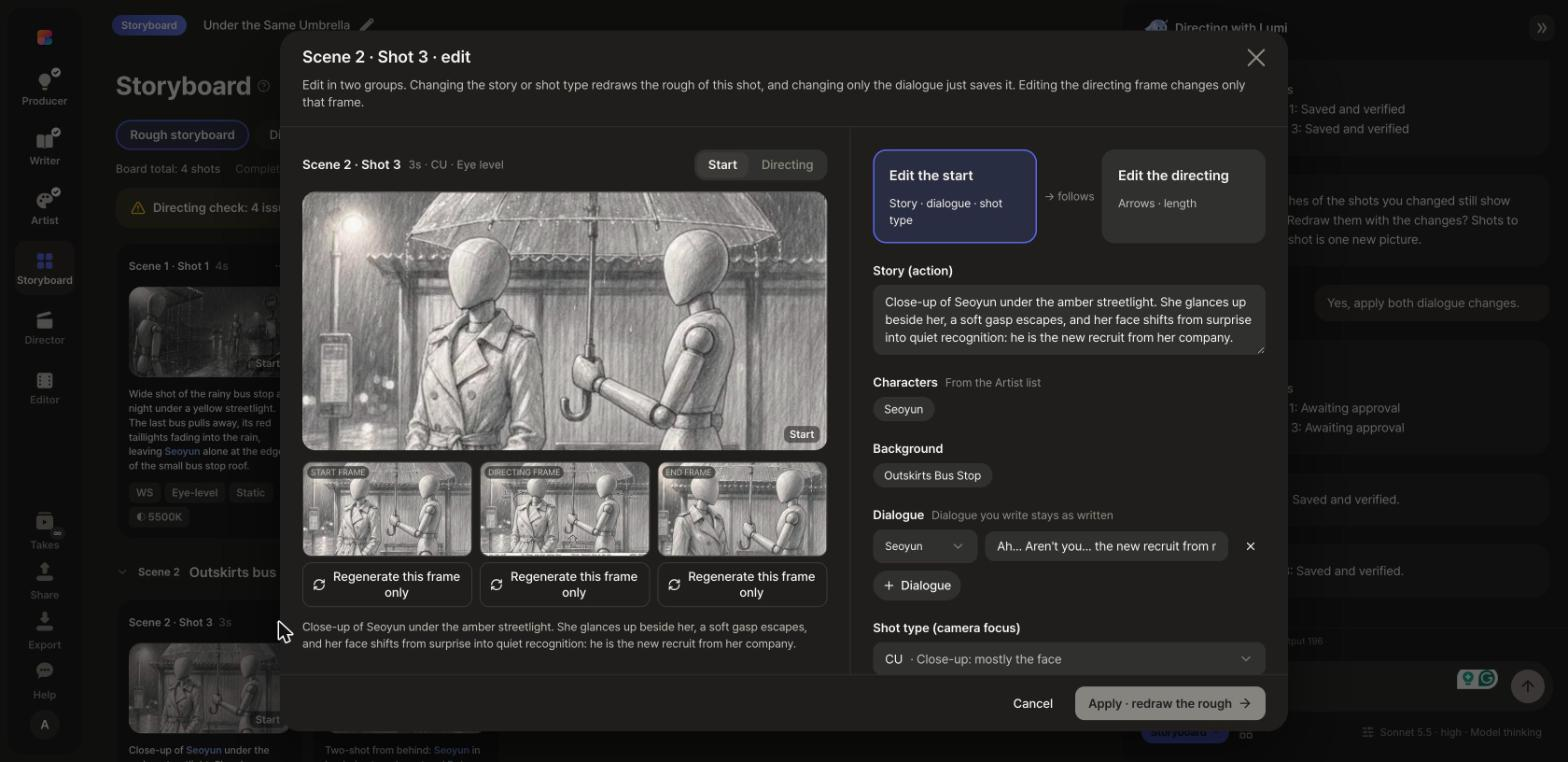 Storyboard
Under the Same Umbrella
Directing with Lumi
Producer
Writer
Artist
Storyboard
Director
Editor
Takes
Share
Export
Help
A
Storyboard
Rough storyboard
Board total: 4 shots
Directing check: 4
Scene 1 · Shot 1 4s
Start
Wide shot of the rainy bus stop
night under a yellow streetlight.
The last bus pulls away, its red
taillights fading into the rain,
leaving Seoyun alone at the edge
of the small bus stop roof.
WS Eye-level Static
5500K
Scene 2 Outskirts bus
Scene 2 · Shot 3 3s
Start
Close-up of Seoyun under the
Two-shot from behind: Seoyun in
Scene 2 · Shot 3 · edit
Edit in two groups. Changing the story or shot type redraws the rough of this shot, and changing only the dialogue just saves it. Editing the directing frame changes only
that frame.
Scene 2 · Shot 3 3s · CU · Eye level
Start Directing
Start
START FRAME
DIRECTING FRAME
END FRAME
Regenerate this frame
only
Regenerate this frame
only
Regenerate this frame
only
Close-up of Seoyun under the amber streetlight. She glances up beside her, a soft gasp escapes,
and her face shifts from surprise into quiet recognition: he is the new recruit from her company.
Edit the start
Story · dialogue · shot
type
→ follows
Edit the directing
Arrows · length
Story (action)
Close-up of Seoyun under the amber streetlight. She glances up
beside her, a soft gasp escapes, and her face shifts from surprise
into quiet recognition: he is the new recruit from her company.
Characters From the Artist list
Seoyun
Background
Outskirts Bus Stop
Dialogue Dialogue you write stays as written
Seoyun
Ah... Aren't you... the new recruit from r
+ Dialogue
Shot type (camera focus)
CU · Close-up: mostly the face
Cancel
Apply · redraw the rough →
1: Saved and verified
3: Saved and verified
hes of the shots you changed still show
Redraw them with the changes? Shots to
shot is one new picture.
Yes, apply both dialogue changes.
1: Awaiting approval
3: Awaiting approval
Saved and verified.
: Saved and verified.
tput 196
Storyboard
Sonnet 5.5 · high · Model thinking